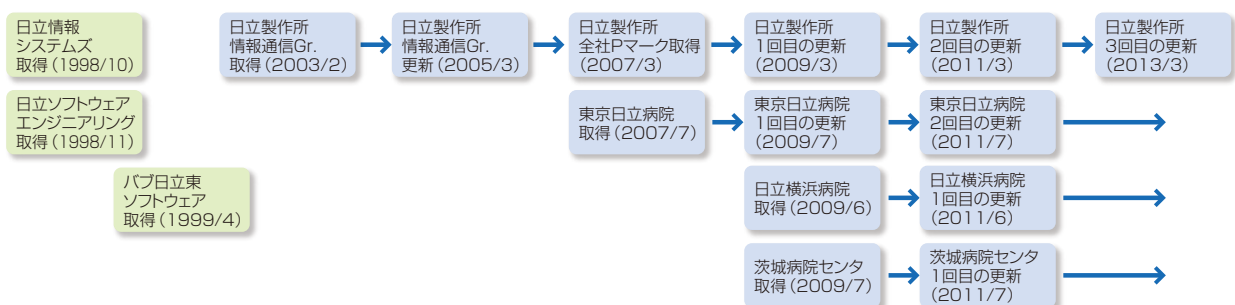 日立情報
システムズ
取得（1998/10）
日立製作所
情報通信Gr.
取得（2003/2）
日立製作所
情報通信Gr.
更新（2005/3）
日立製作所
全社Pマーク取得
（2007/3）
日立製作所
1回目の更新
（2009/3）
日立製作所
2回目の更新
（2011/3）
日立製作所
3回目の更新
（2013/3）
日立ソフトウェア
エンジニアリング
取得（1998/11）
東京日立病院
取得（2007/7）
東京日立病院
1回目の更新
（2009/7）
東京日立病院
2回目の更新
（2011/7）
バブ日立東
ソフトウェア
取得（1999/4）
日立横浜病院
取得（2009/6）
日立横浜病院
1回目の更新
（2011/6）
茨城病院センタ
取得（2009/7）
茨城病院センタ
1回目の更新
（2011/7）